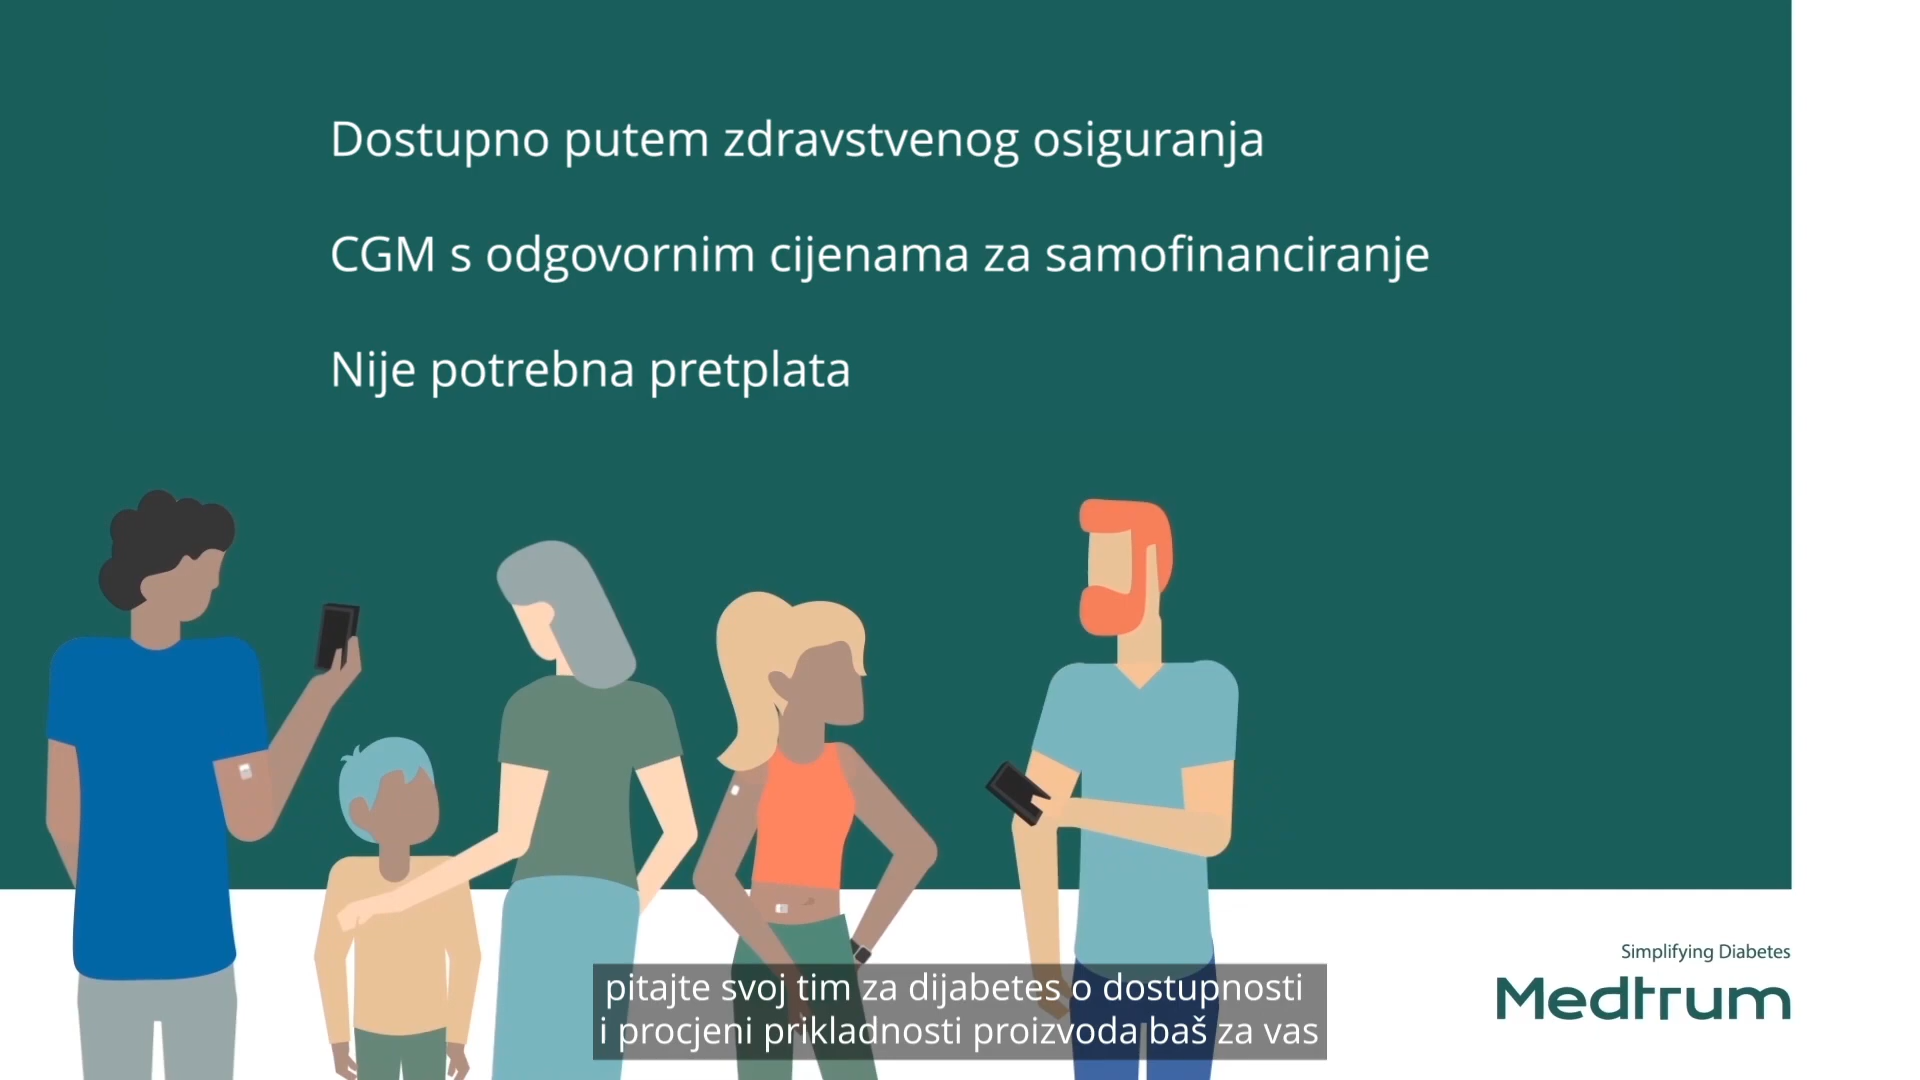 Dostupno putem zdravstvenog osiguranja
CGM s odgovornim cijenama za samofinanciranje
Nije potrebna pretplata
Simplifying Diabetes
Medtrum
pitajte svoj tim za dijabetes o dostupnosti
i procjeni prikladnosti proizvoda baš za vas